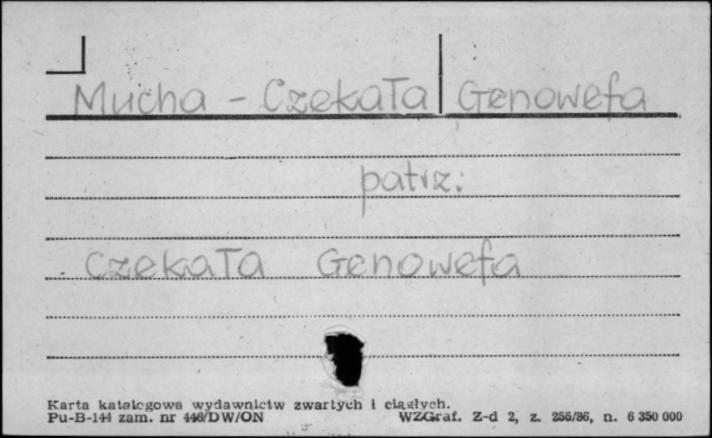 Mucha - Czekała Genowefa
patrz:
Czekała Genowefa
Karta katalogowa wydawnictw zwartych i ciągłych.
Pu-B-144 zam. nr 446/DW/ON WZGraf. Z-d 2, z. 256/86, n. 6 350 000